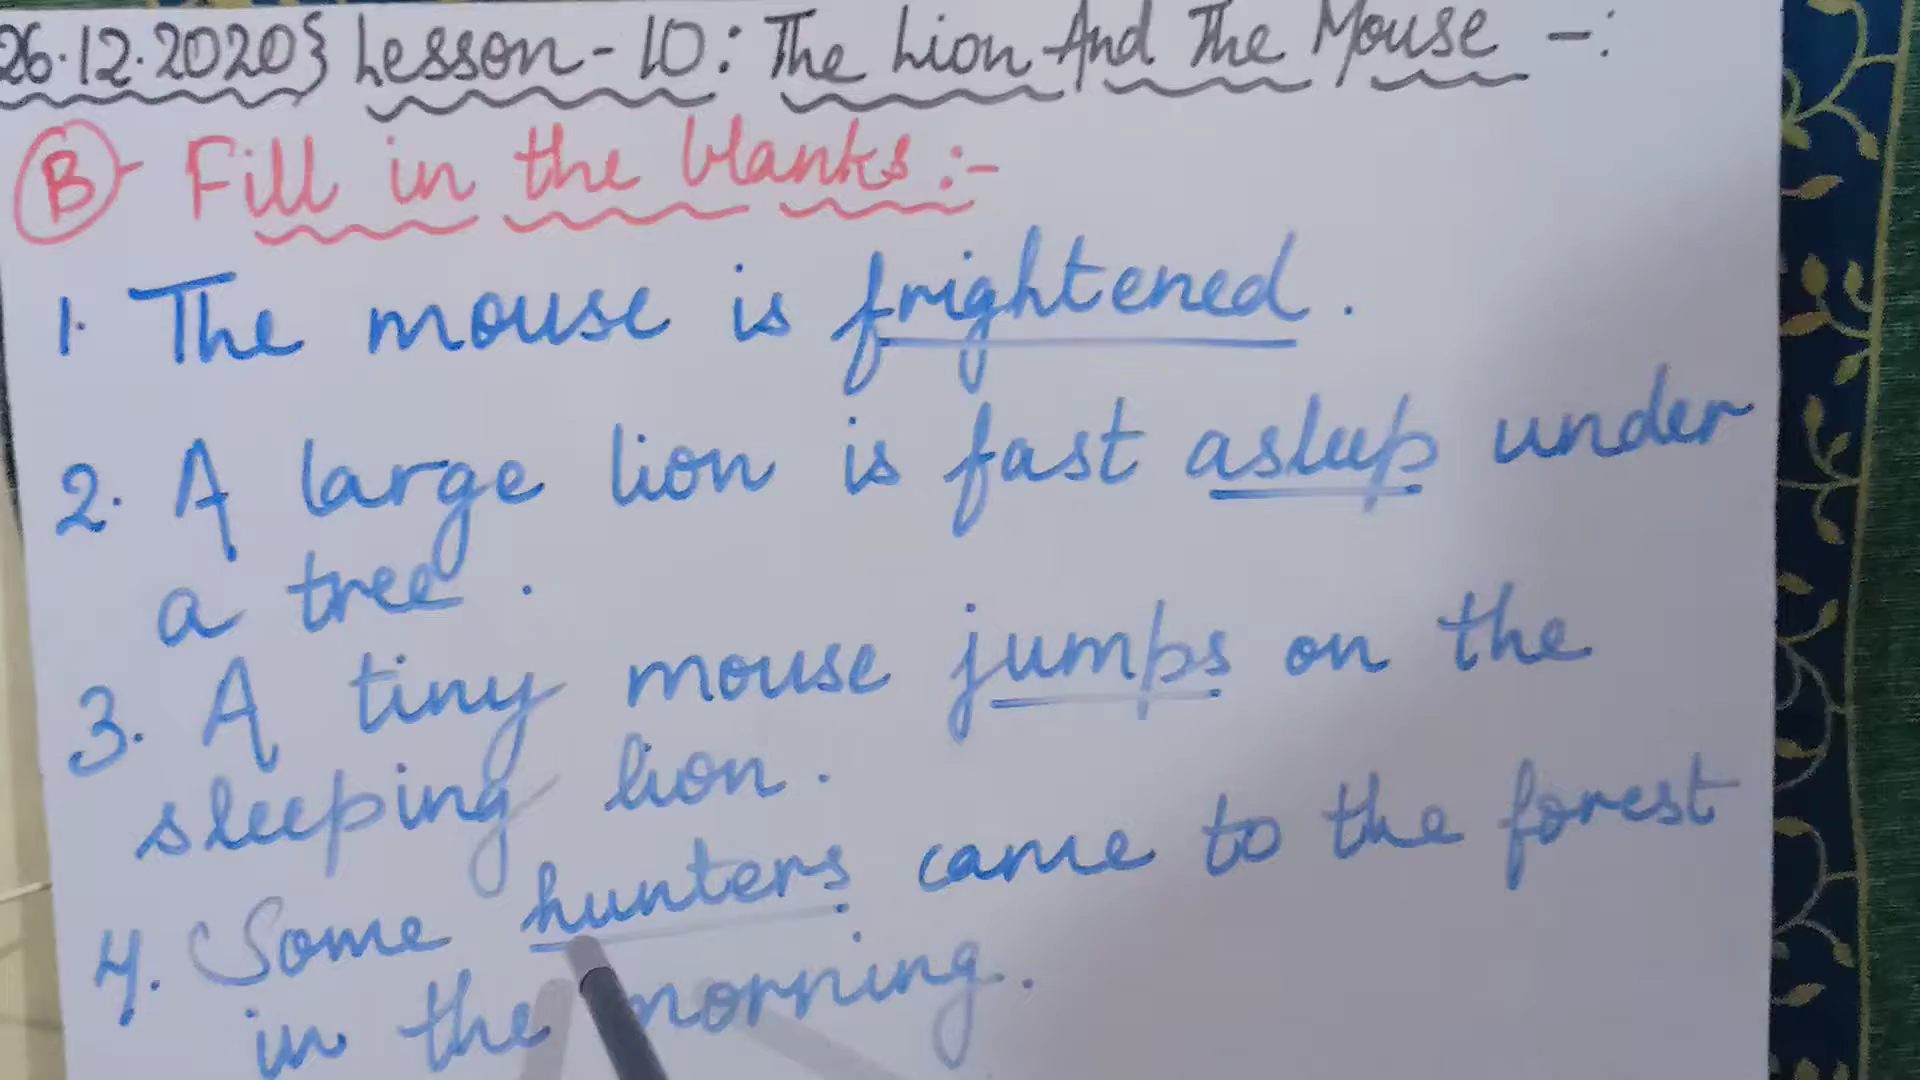 26.12.2020} Lesson-10: The Lion And The Mouse -:
B- Fill in the blanks:-
1. The mouse is frightened.
2. A large lion is fast asleep under
a tree.
3. A tiny mouse jumps on the
sleeping lion.
4. Some hunters came to the forest
in the morning.